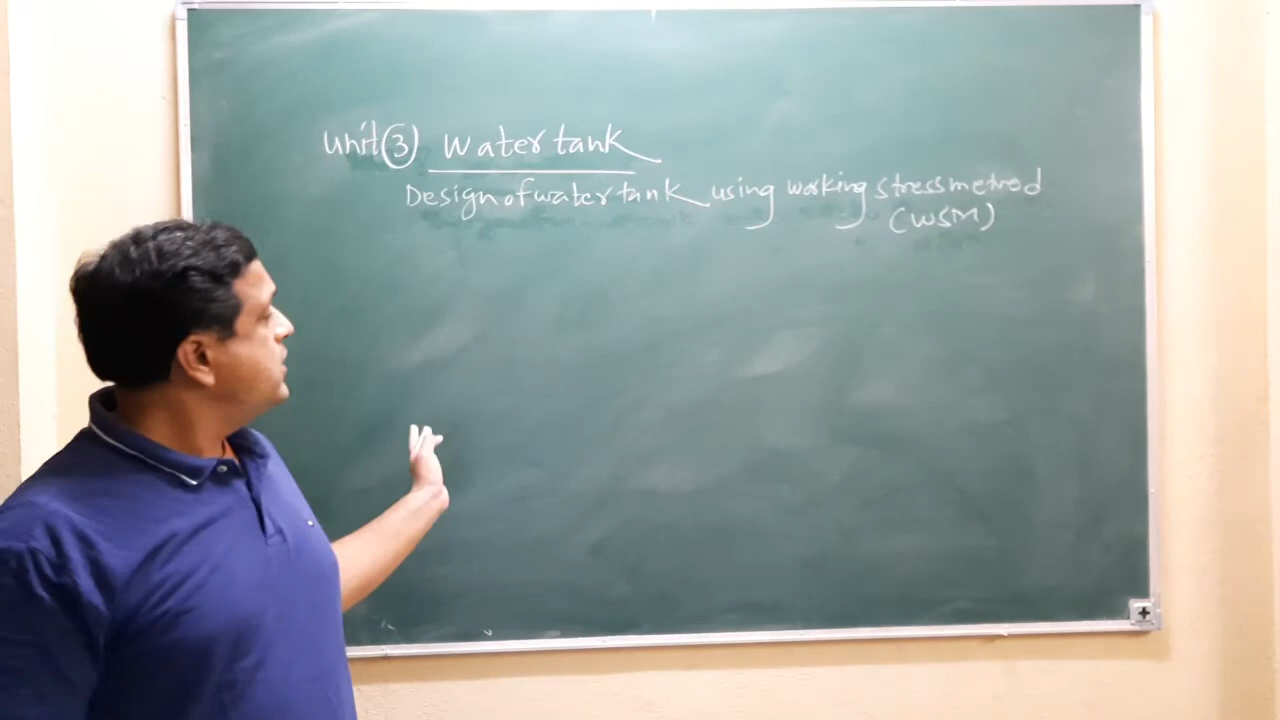 Unit ③ Water tank
Design of water tank using working stress method
(WSM)